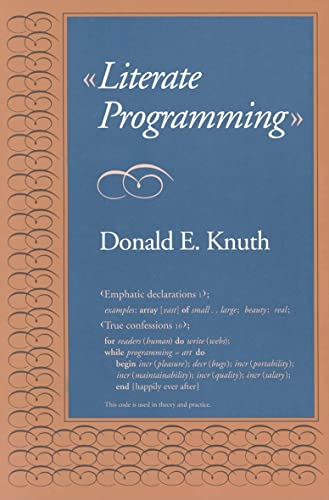 «Literate
Programming»
Donald E. Knuth
⟨Emphatic declarations 1⟩;
examples: array [vast] of small . . large; beauty: real;
⟨True confessions 10⟩;
for readers (human) do write (webs);
while programming = art do
begin incr (pleasure); decr (bugs); incr (portability);
incr (maintainability); incr (quality); incr (salary);
end {happily ever after}
This code is used in theory and practice.